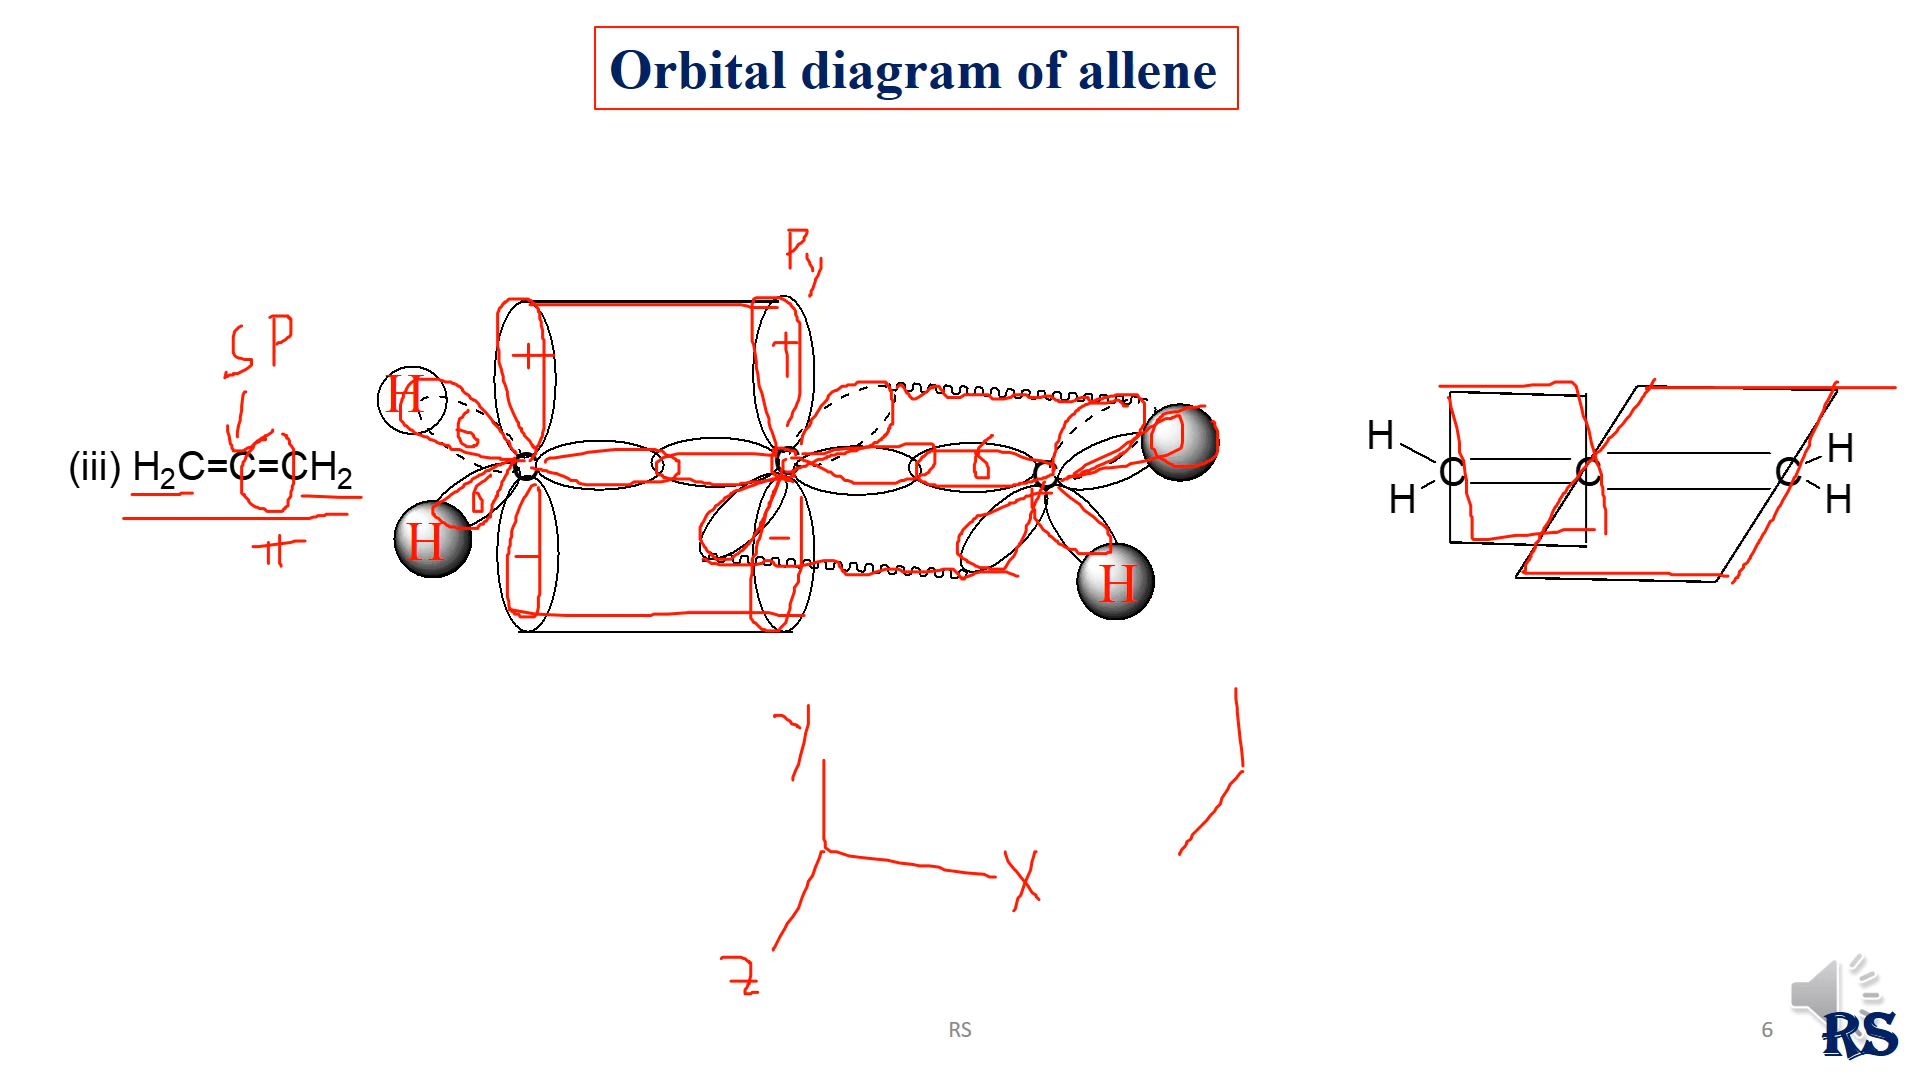 Orbital diagram of allene
Py
SP
(iii) H₂C=C=CH₂
π
H
H
+
+
-
-
σ
σ
σ
C
C
C
H
H
H
C
C
C
H
H
y
X
Z
RS
6
RS